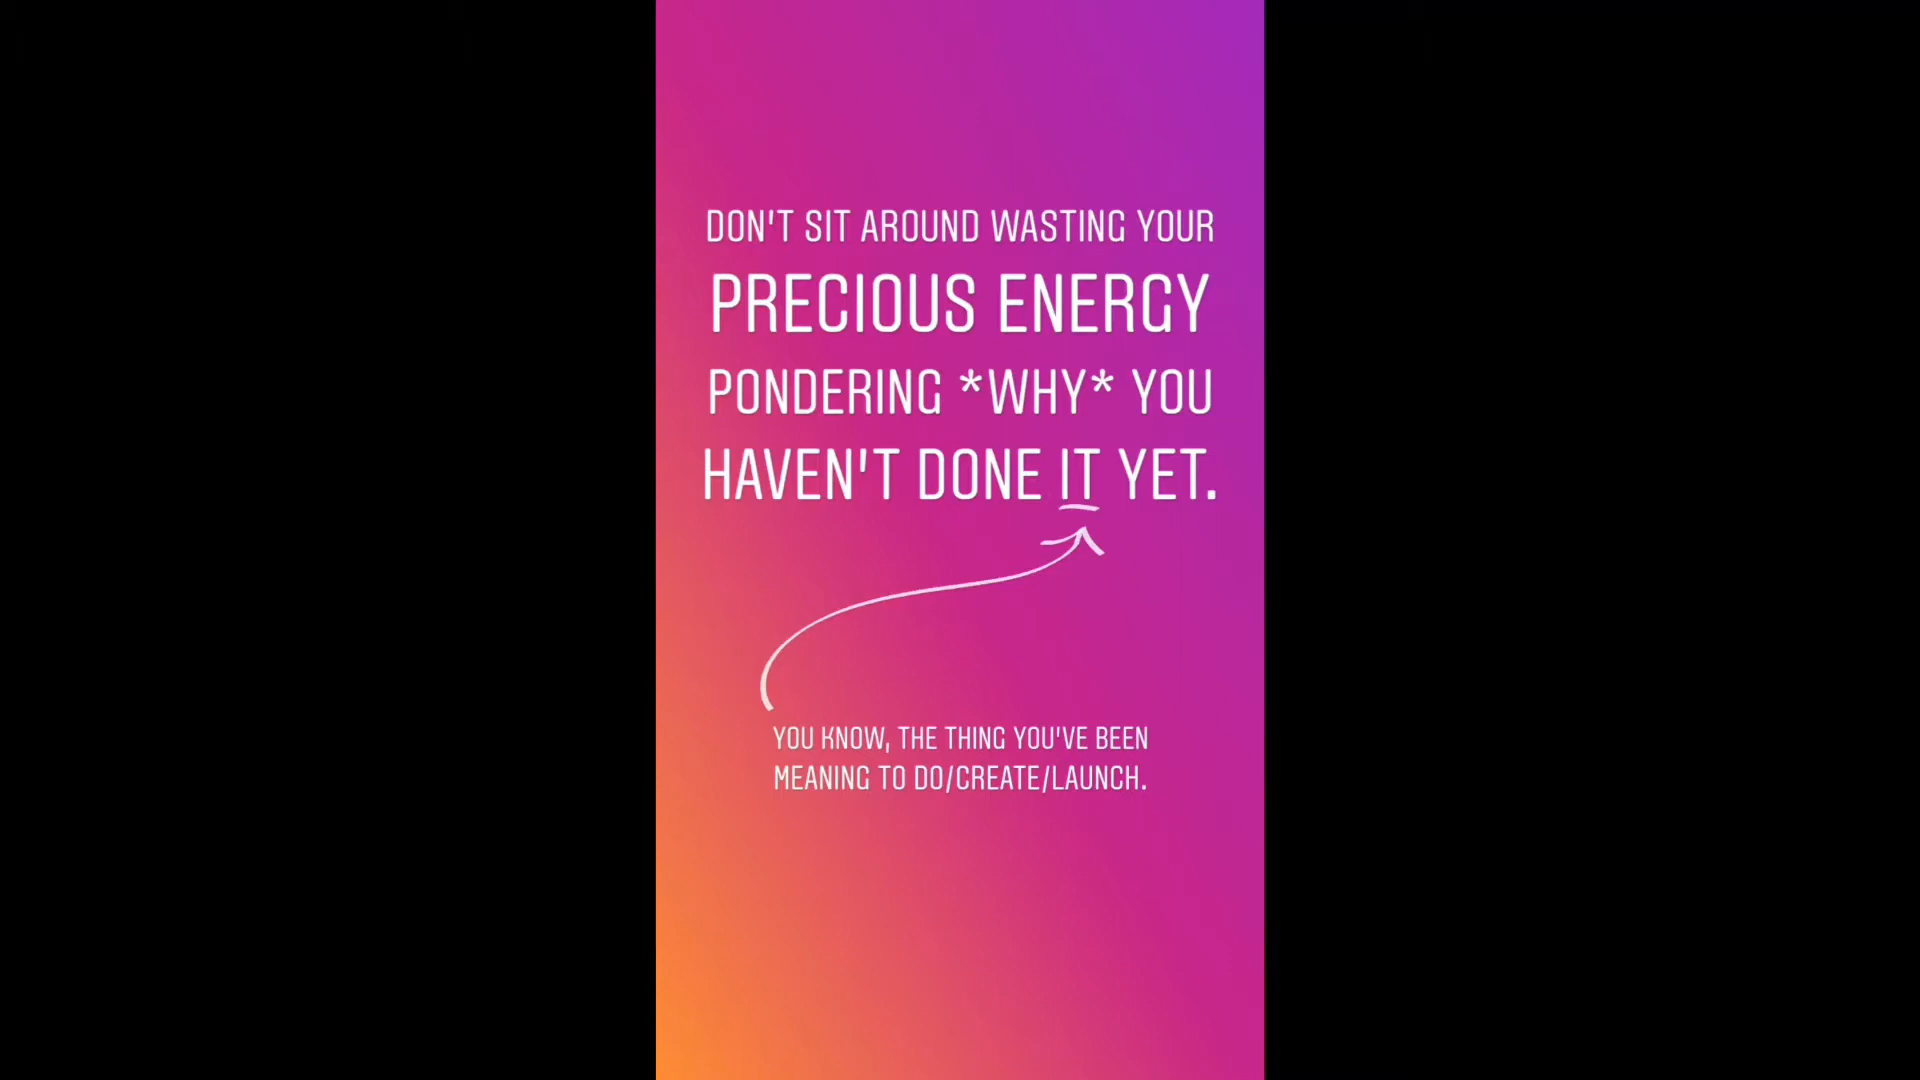 DON'T SIT AROUND WASTING YOUR
PRECIOUS ENERGY
PONDERING *WHY* YOU
HAVEN'T DONE IT YET.
YOU KNOW, THE THING YOU'VE BEEN
MEANING TO DO/CREATE/LAUNCH.